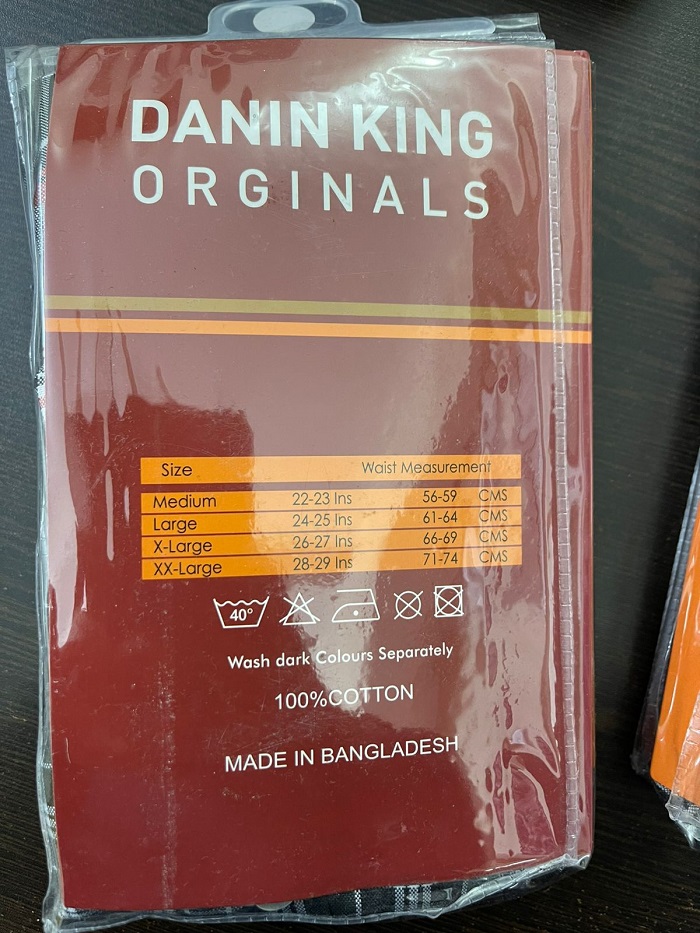 DANIN KING
ORGINALS
Size Waist Measurement
Medium 22-23 Ins 56-59 CMS
Large 24-25 Ins 61-64 CMS
X-Large 26-27 Ins 66-69 CMS
XX-Large 28-29 Ins 71-74 CMS
40°
Wash dark Colours Separately
100%COTTON
MADE IN BANGLADESH